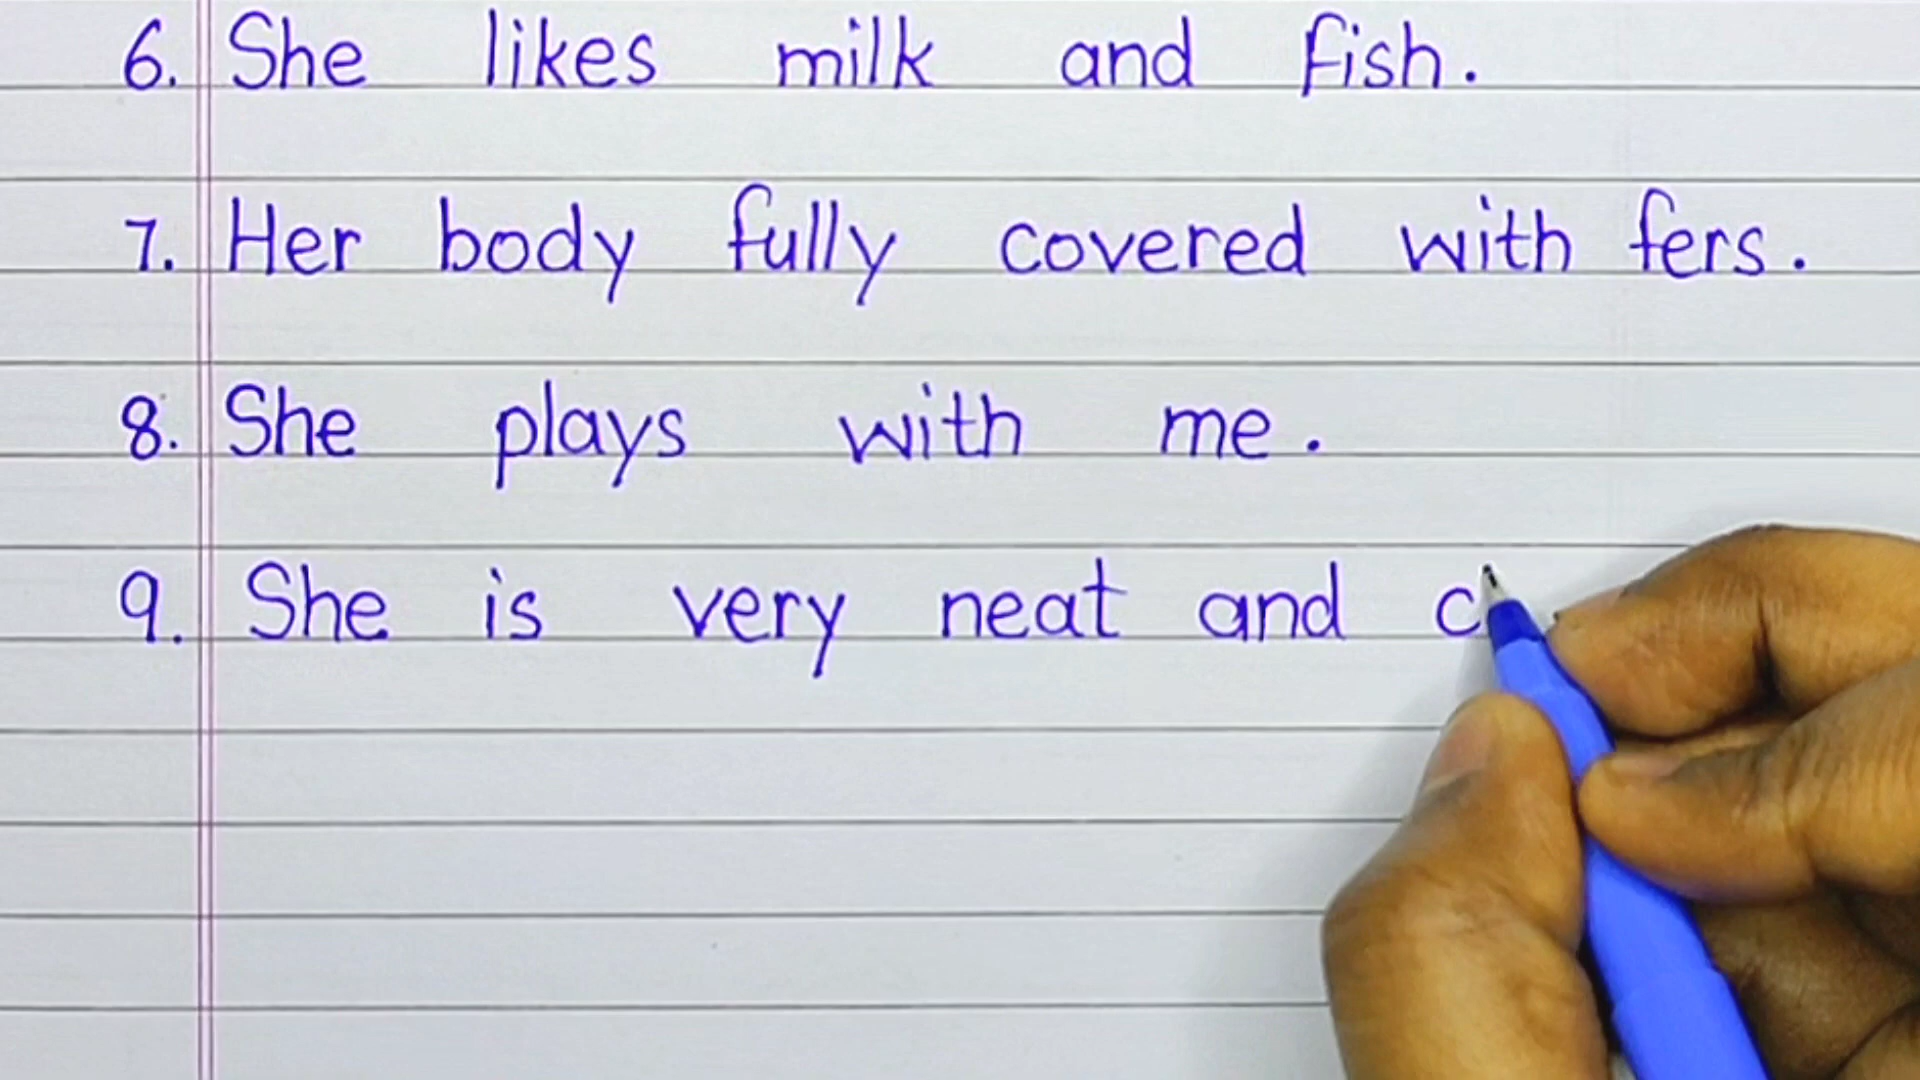 6. She likes milk and fish.
7. Her body fully covered with fers.
8. She plays with me.
9. She is very neat and c